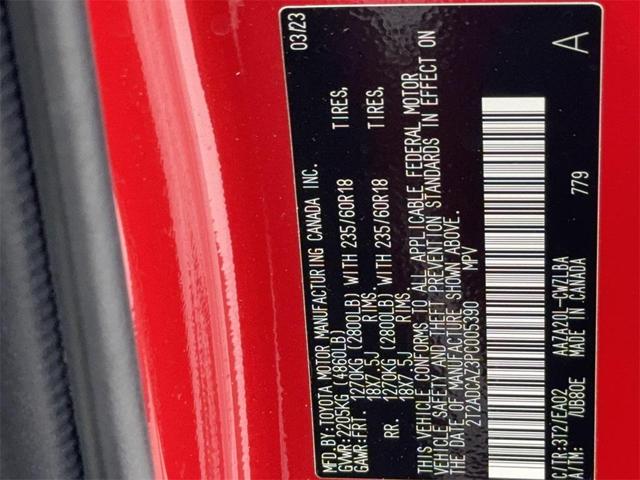 MFD.BY:TOYOTA MOTOR MANUFACTURING CANADA INC. 03/23
GVWR:2205KG (4860LB)
GAWR:FRT 1270KG (2800LB) WITH 235/60R18 TIRES,
18X7.5J RIMS.
RR. 1270KG (2800LB) WITH 235/60R18 TIRES,
18X7.5J RIMS.
THIS VEHICLE CONFORMS TO ALL APPLICABLE FEDERAL MOTOR
VEHICLE SAFETY AND THEFT PREVENTION STANDARDS IN EFFECT ON
THE DATE OF MANUFACTURE SHOWN ABOVE.
2T2ADCAZ3PC005390 MPV
C/TR:3T2/EA02 AAZA20L-CWZLBA A
A/TM: /UB80E MADE IN CANADA 779